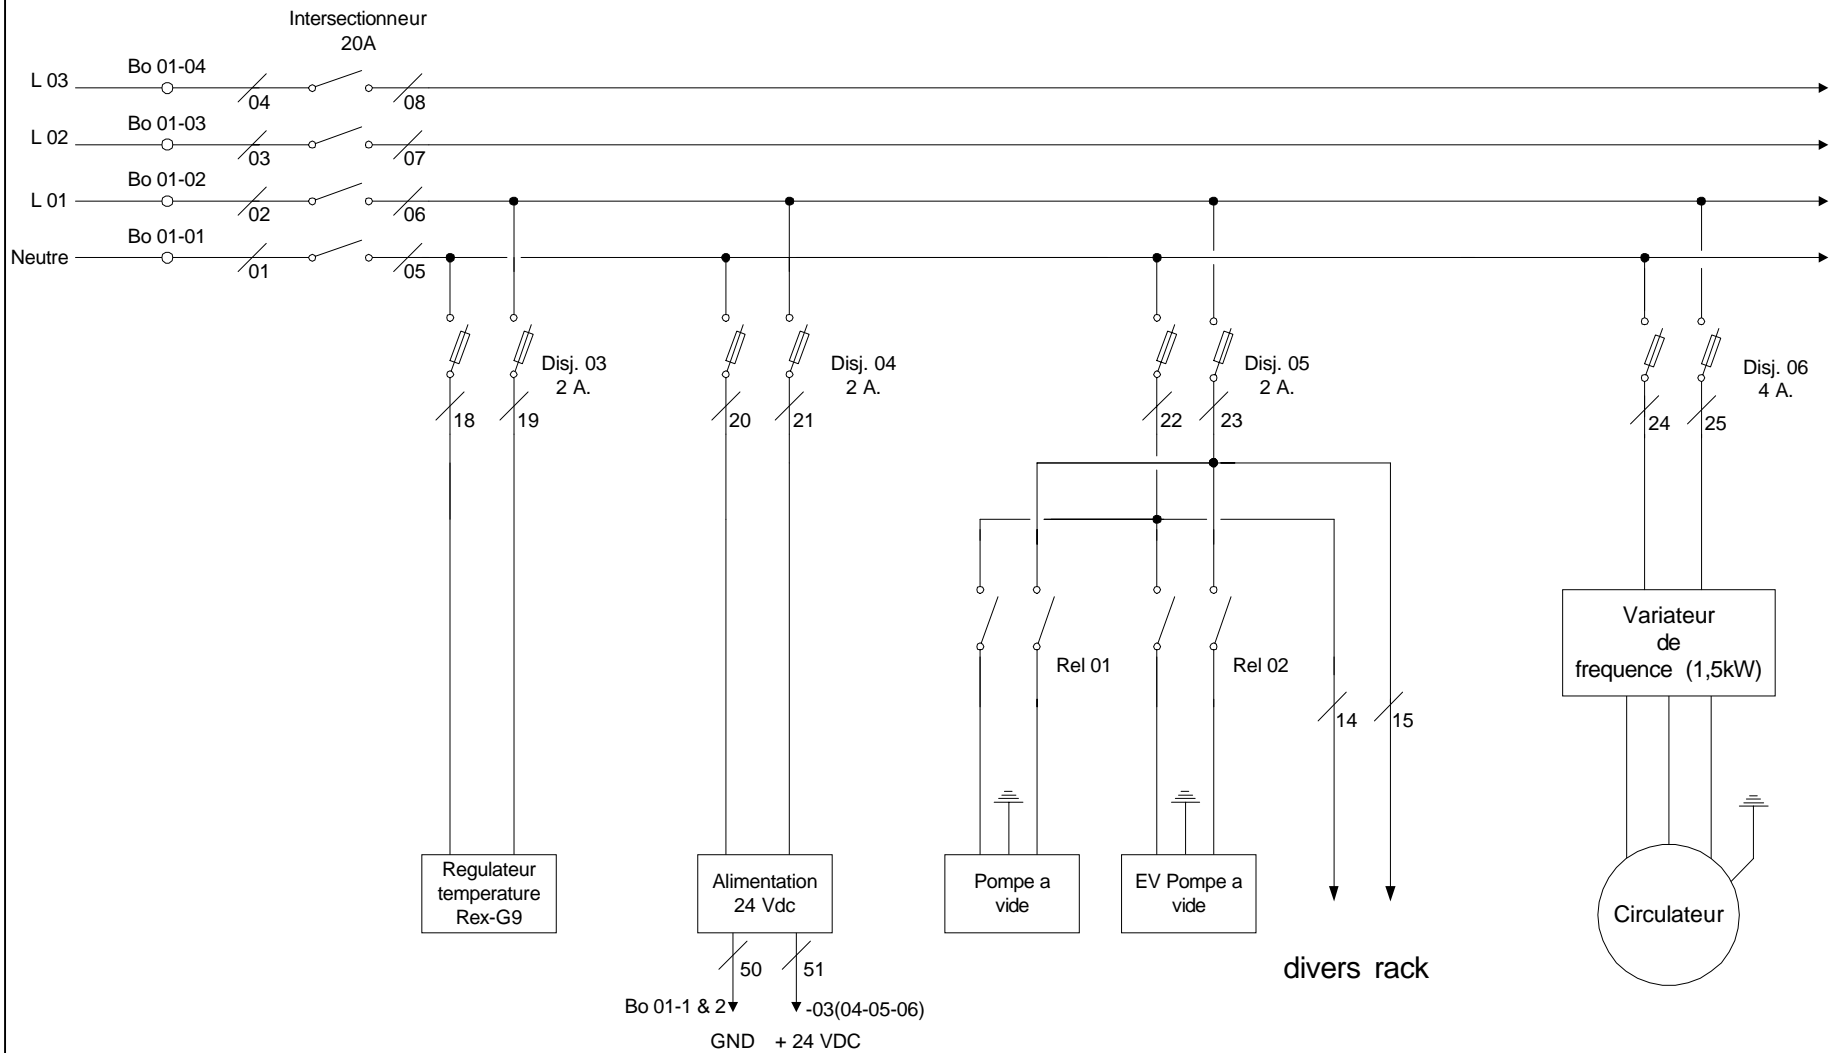 Intersectionneur
20A
L 03
Bo 01-04
04
08
L 02
Bo 01-03
03
07
L 01
Bo 01-02
02
06
Neutre
Bo 01-01
01
05
Disj. 03
2 A.
Disj. 04
2 A.
Disj. 05
2 A.
Disj. 06
4 A.
18
19
20
21
22
23
24
25
Rel 01
Rel 02
14
15
Variateur
de
frequence (1,5kW)
Regulateur
temperature
Rex-G9
Alimentation
24 Vdc
Pompe a
vide
EV Pompe a
vide
Circulateur
divers rack
50
51
Bo 01-1 & 2
-03(04-05-06)
GND
+ 24 VDC